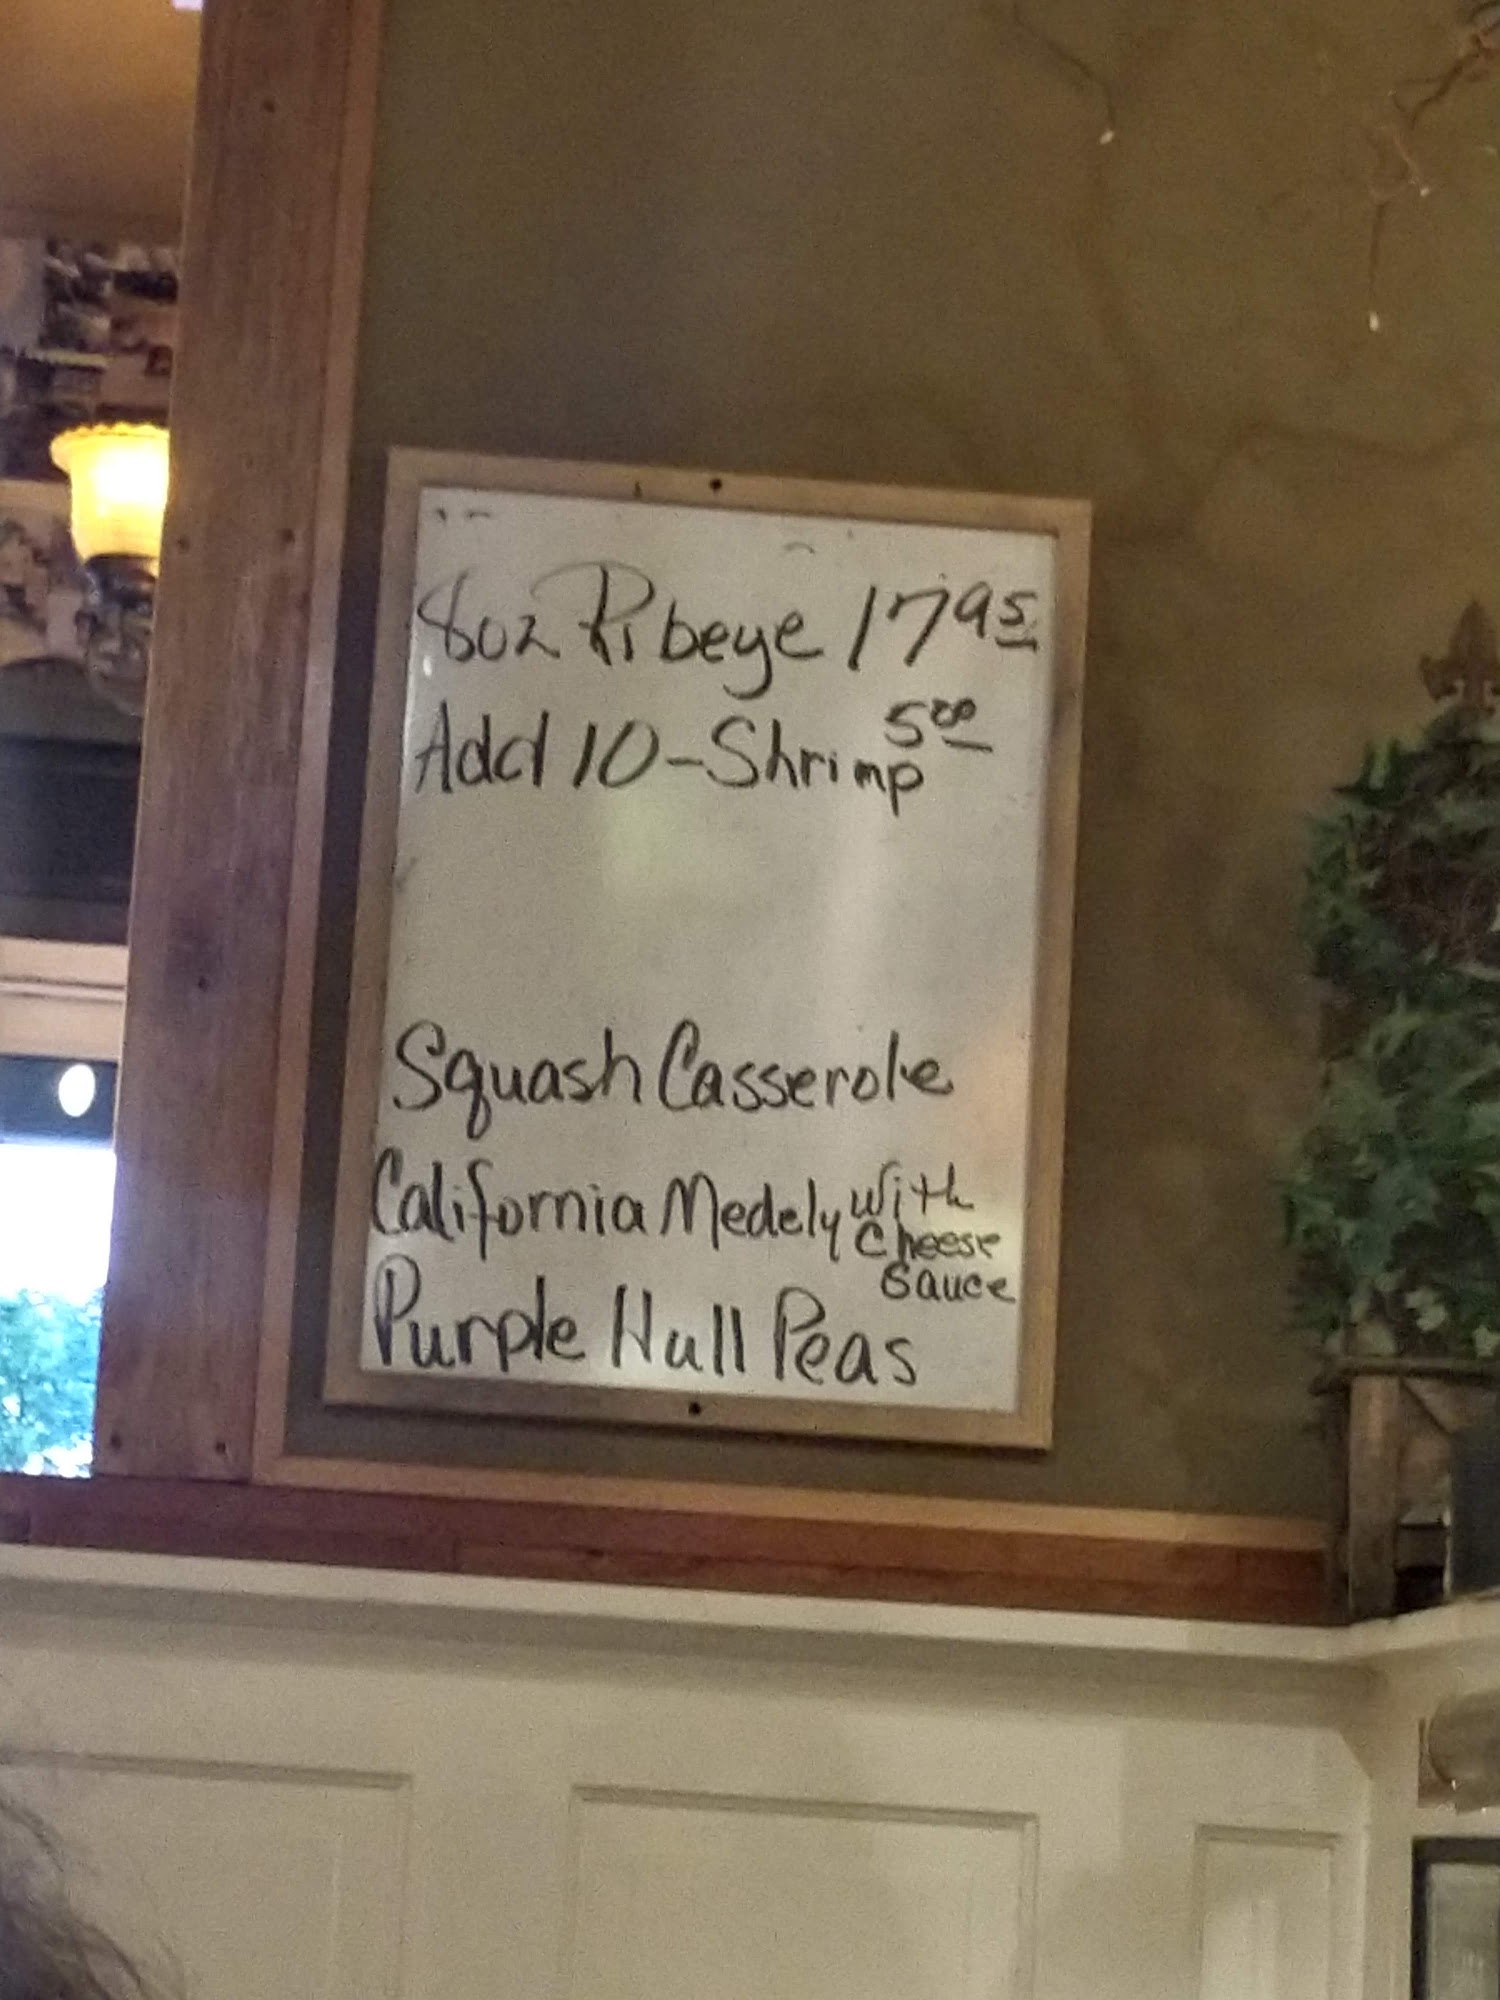 8oz Ribeye 17.95
Add 10-Shrimp 5.00
Squash Casserole
California Medely with
Cheese
Sauce
Purple Hull Peas